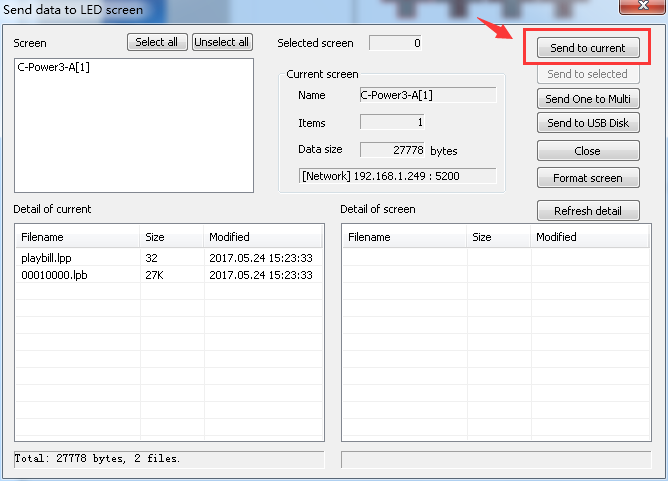 Send data to LED screen
Screen
Select all
Unselect all
Selected screen
0
Send to current
C-Power3-A[1]
Current screen
Send to selected
Name
C-Power3-A[1]
Send One to Multi
Items
1
Send to USB Disk
Data size
27778
bytes
Close
[Network] 192.168.1.249 : 5200
Format screen
Detail of current
Detail of screen
Refresh detail
Filename Size Modified
playbill.lpp 32 2017.05.24 15:23:33
00010000.lpb 27K 2017.05.24 15:23:33
Filename Size Modified
Total: 27778 bytes, 2 files.